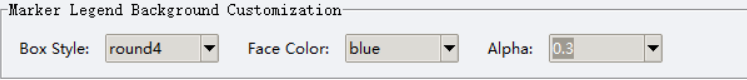 Marker Legend Background Customization
Box Style: round4 Face Color: blue Alpha: 0.3